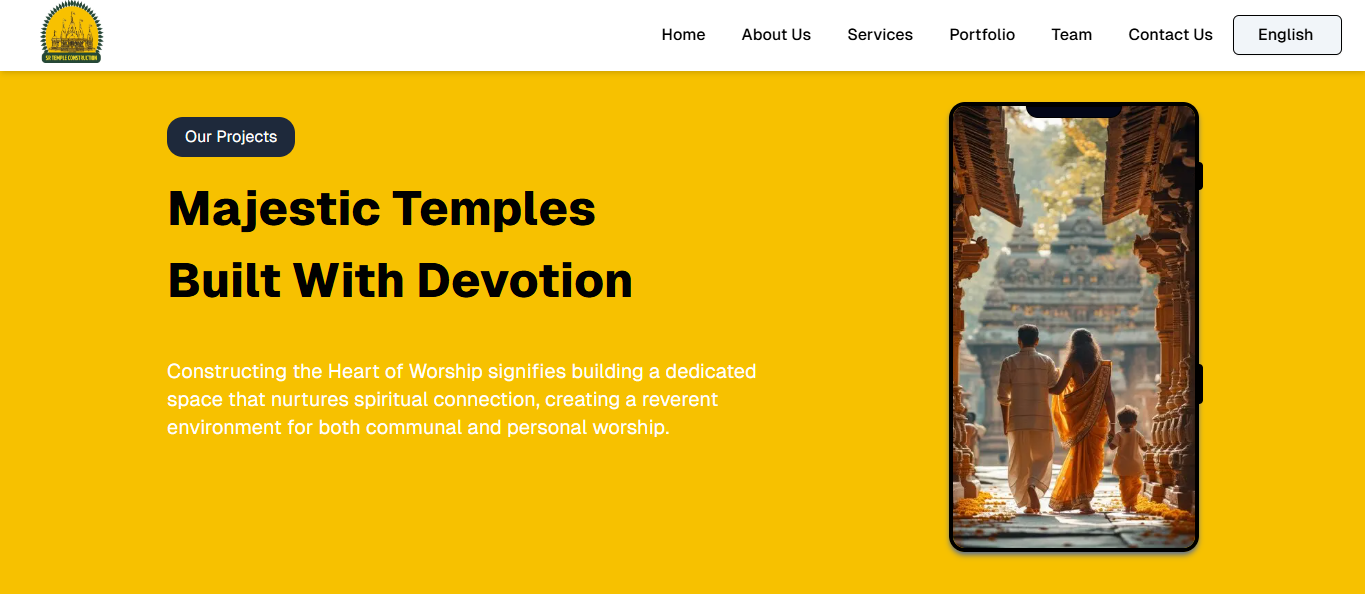 SR TEMPLE CONSTRUCTION
Home
About Us
Services
Portfolio
Team
Contact Us
English
Our Projects
Majestic Temples
Built With Devotion
Constructing the Heart of Worship signifies building a dedicated
space that nurtures spiritual connection, creating a reverent
environment for both communal and personal worship.